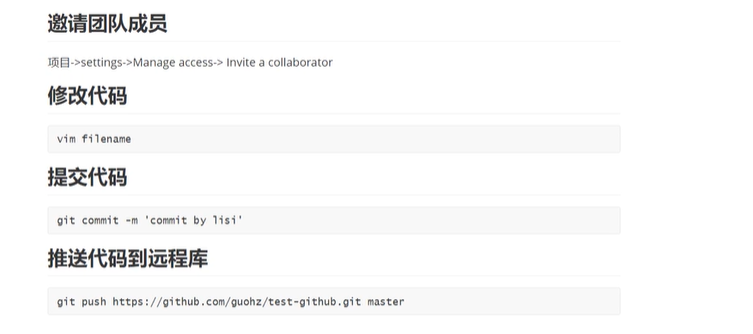 邀请团队成员
项目->settings->Manage access-> Invite a collaborator
修改代码
vim filename
提交代码
git commit -m 'commit by lisi'
推送代码到远程库
git push https://github.com/guohz/test-github.git master